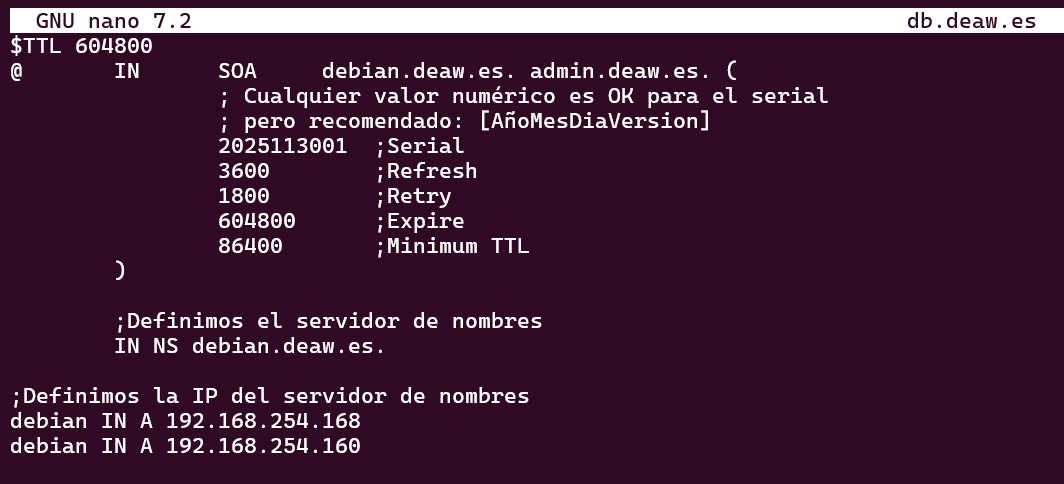 GNU nano 7.2 db.deaw.es
$TTL 604800
@ IN SOA debian.deaw.es. admin.deaw.es. (
; Cualquier valor numérico es OK para el serial
; pero recomendado: [AñoMesDiaVersion]
2025113001 ;Serial
3600 ;Refresh
1800 ;Retry
604800 ;Expire
86400 ;Minimum TTL
)
;Definimos el servidor de nombres
IN NS debian.deaw.es.
;Definimos la IP del servidor de nombres
debian IN A 192.168.254.168
debian IN A 192.168.254.160